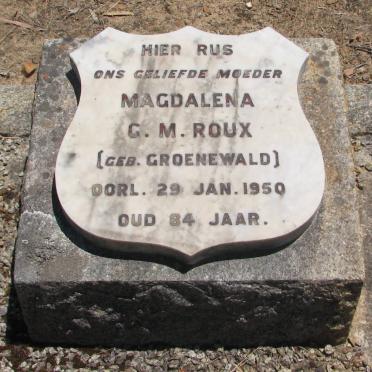 HIER RUS
ONS GELIEFDE MOEDER
MAGDALENA
G. M. ROUX
(GEB. GROENEWALD)
OORL. 29 JAN. 1950
OUD 84 JAAR.